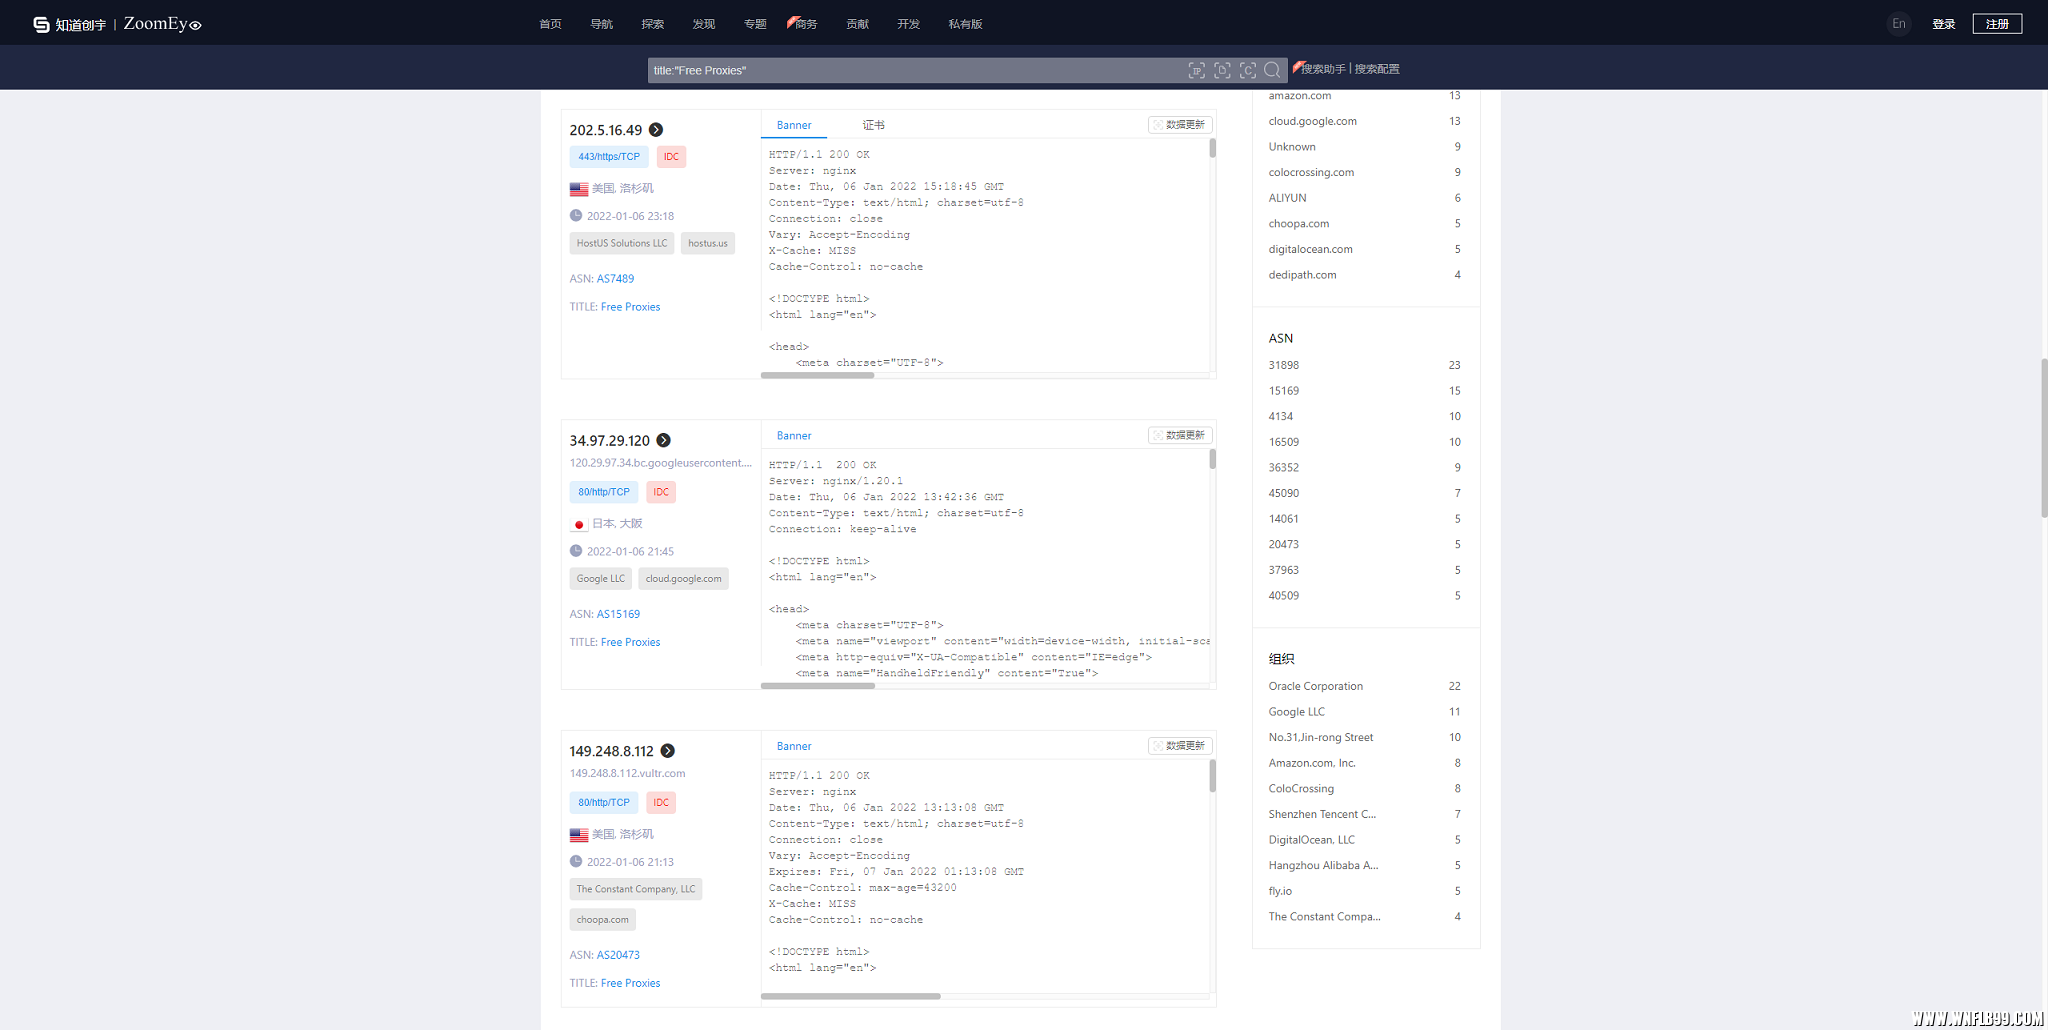 知道创宇 | ZoomEye
首页 导航 探索 发现 专题 商务 贡献 开发 私有版
En 登录 注册
title:"Free Proxies"
搜索助手 | 搜索配置
202.5.16.49
443/https/TCP IDC
美国, 洛杉矶
2022-01-06 23:18
HostUS Solutions LLC hostus.us
ASN: AS7489
TITLE: Free Proxies
Banner 证书 数据更新
HTTP/1.1 200 OK
Server: nginx
Date: Thu, 06 Jan 2022 15:18:45 GMT
Content-Type: text/html; charset=utf-8
Connection: close
Vary: Accept-Encoding
X-Cache: MISS
Cache-Control: no-cache
<!DOCTYPE html>
<html lang="en">
<head>
<meta charset="UTF-8">
34.97.29.120
120.29.97.34.bc.googleusercontent....
80/http/TCP IDC
日本, 大阪
2022-01-06 21:45
Google LLC cloud.google.com
ASN: AS15169
TITLE: Free Proxies
Banner 数据更新
HTTP/1.1  200 OK
Server: nginx/1.20.1
Date: Thu, 06 Jan 2022 13:42:36 GMT
Content-Type: text/html; charset=utf-8
Connection: keep-alive
<!DOCTYPE html>
<html lang="en">
<head>
<meta charset="UTF-8">
<meta name="viewport" content="width=device-width, initial-sca
<meta http-equiv="X-UA-Compatible" content="IE=edge">
<meta name="HandheldFriendly" content="True">
149.248.8.112
149.248.8.112.vultr.com
80/http/TCP IDC
美国, 洛杉矶
2022-01-06 21:13
The Constant Company, LLC
choopa.com
ASN: AS20473
TITLE: Free Proxies
Banner 数据更新
HTTP/1.1 200 OK
Server: nginx
Date: Thu, 06 Jan 2022 13:13:08 GMT
Content-Type: text/html; charset=utf-8
Connection: close
Vary: Accept-Encoding
Expires: Fri, 07 Jan 2022 01:13:08 GMT
Cache-Control: max-age=43200
X-Cache: MISS
Cache-Control: no-cache
<!DOCTYPE html>
<html lang="en">
amazon.com 13
cloud.google.com 13
Unknown 9
colocrossing.com 9
ALIYUN 6
choopa.com 5
digitalocean.com 5
dedipath.com 4
ASN
31898 23
15169 15
4134 10
16509 10
36352 9
45090 7
14061 5
20473 5
37963 5
40509 5
组织
Oracle Corporation 22
Google LLC 11
No.31,Jin-rong Street 10
Amazon.com, Inc. 8
ColoCrossing 8
Shenzhen Tencent C... 7
DigitalOcean, LLC 5
Hangzhou Alibaba A... 5
fly.io 5
The Constant Compa... 4
WWW.WNFLB99.COM